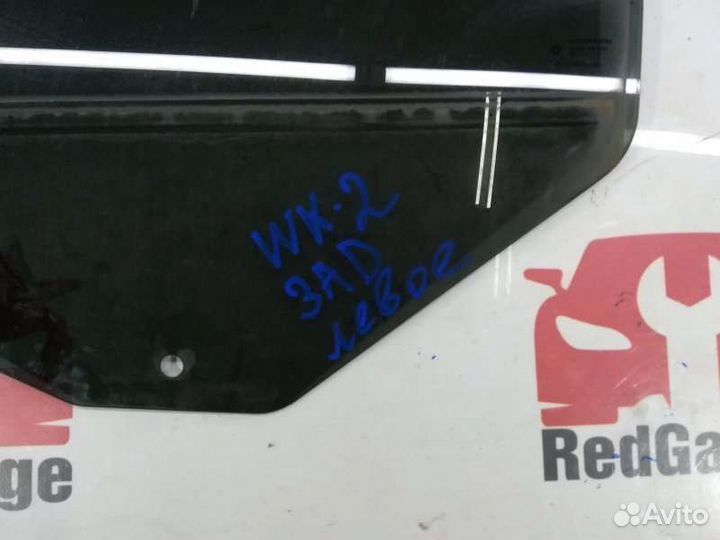 WK-2
ЗАД
левое
RedGa
ge
Avito